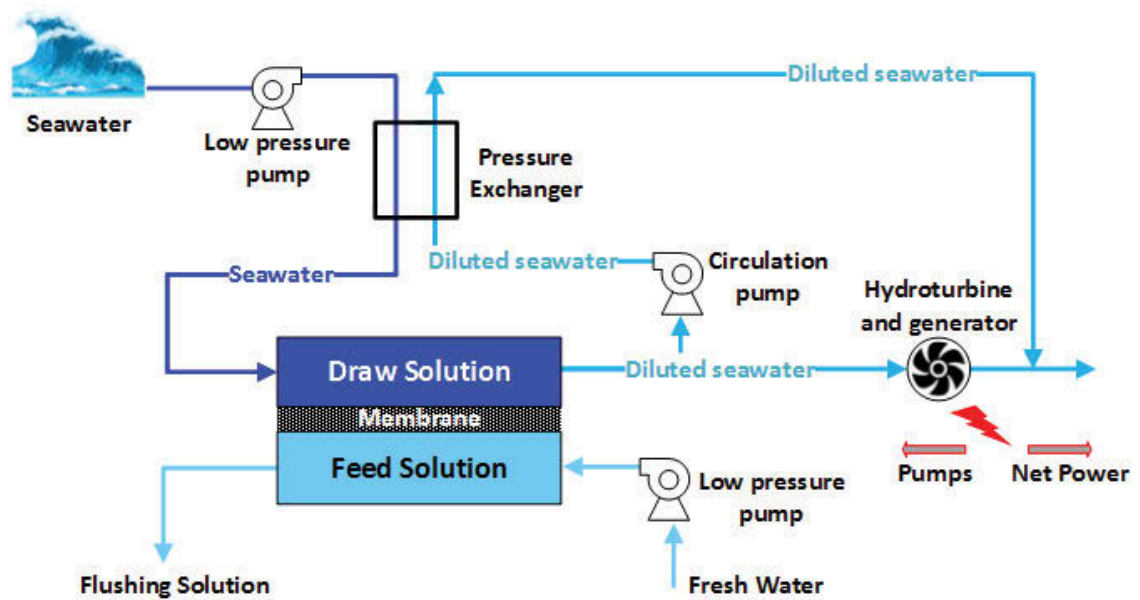 Seawater
Low pressure
pump
Pressure
Exchanger
Diluted seawater
Seawater
Diluted seawater
Circulation
pump
Hydroturbine
and generator
Draw Solution
Diluted seawater
Membrane
Feed Solution
Low pressure
pump
Pumps
Net Power
Flushing Solution
Fresh Water